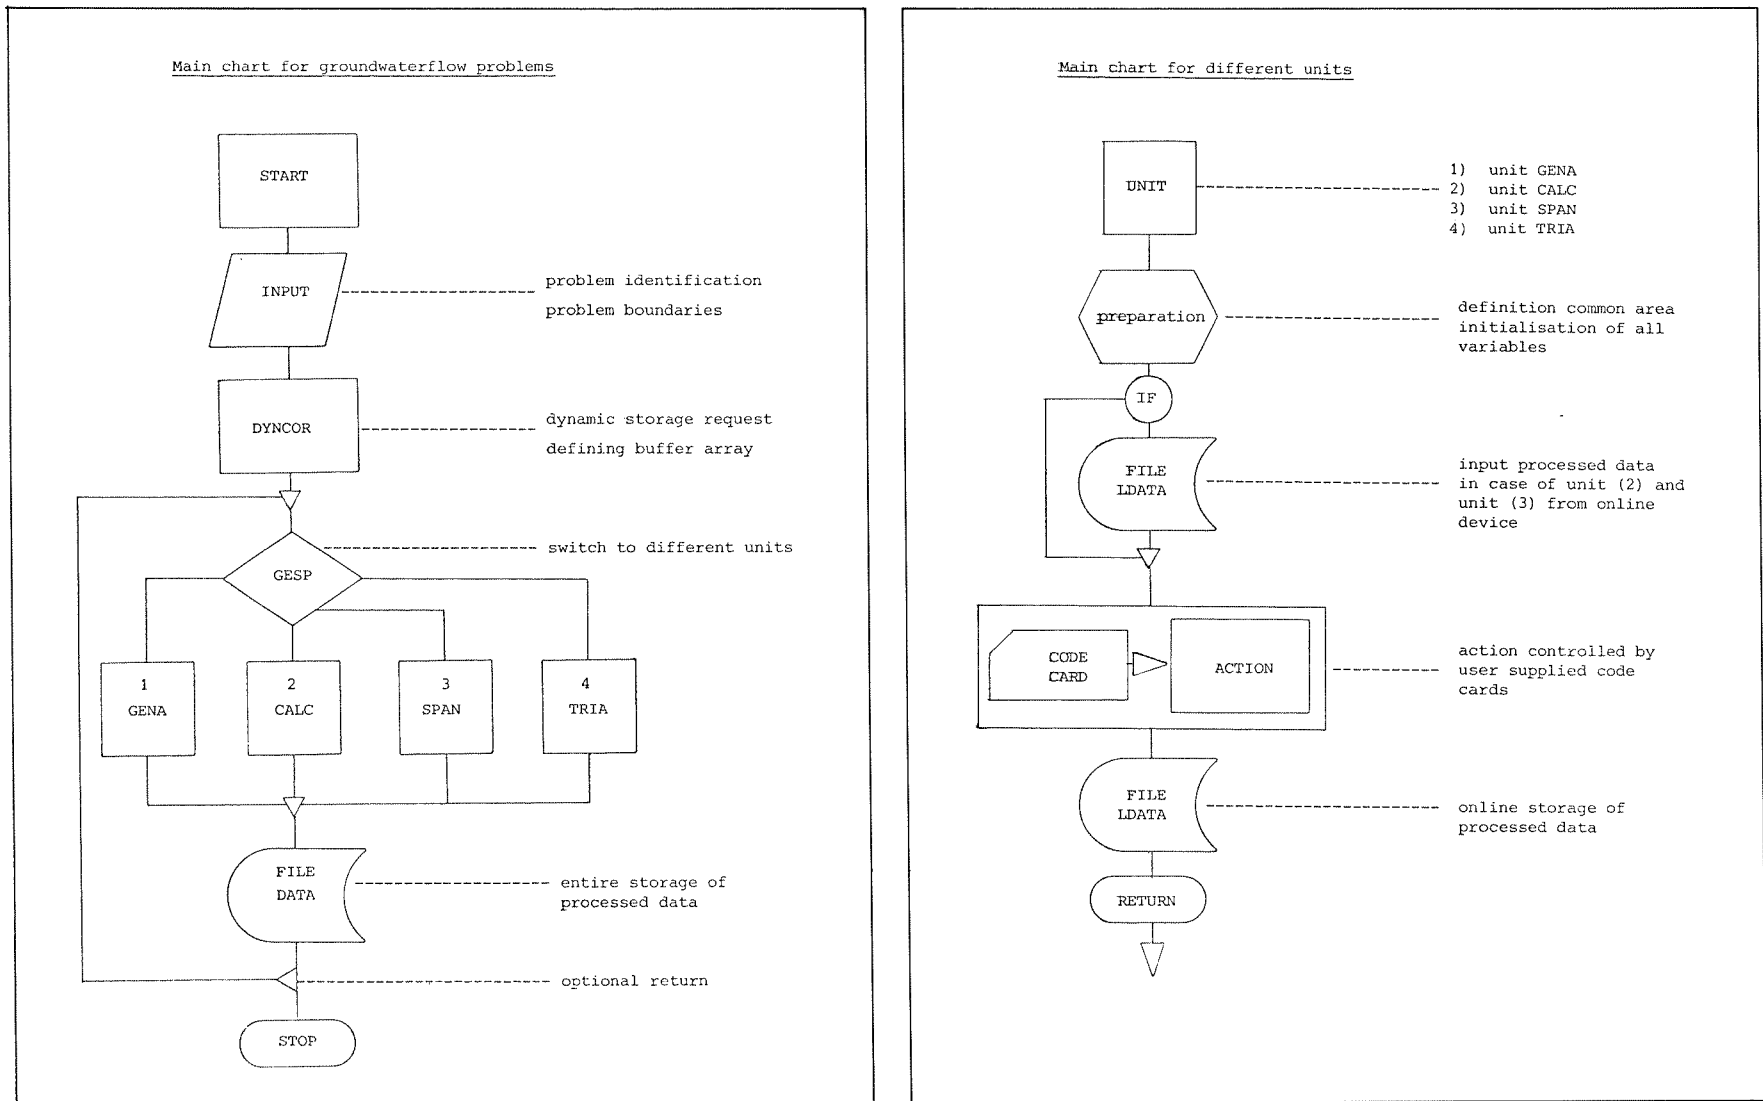 Main chart for groundwaterflow problems
START
INPUT
problem identification
problem boundaries
DYNCOR
dynamic storage request
defining buffer array
switch to different units
GESP
1
GENA
2
CALC
3
SPAN
4
TRIA
FILE
DATA
entire storage of
processed data
optional return
STOP
Main chart for different units
UNIT
1) unit GENA
2) unit CALC
3) unit SPAN
4) unit TRIA
preparation
definition common area
initialisation of all
variables
IF
FILE
LDATA
input processed data
in case of unit (2) and
unit (3) from online
device
CODE
CARD
ACTION
action controlled by
user supplied code
cards
FILE
LDATA
online storage of
processed data
RETURN